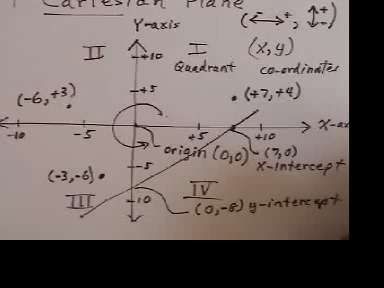 Cartesian Plane
Y-axis
(← - → +, ↕ + -)
II
+10
I
(x, y)
Quadrant
co-ordinates
(-6, +3)
+5
(+7, +4)
-10
-5
+5
+10
X-ax
origin (0,0)
(7,0)
X-Intercept
(-3, -6)
-5
III
IV
10
(0, -8) y-intercept